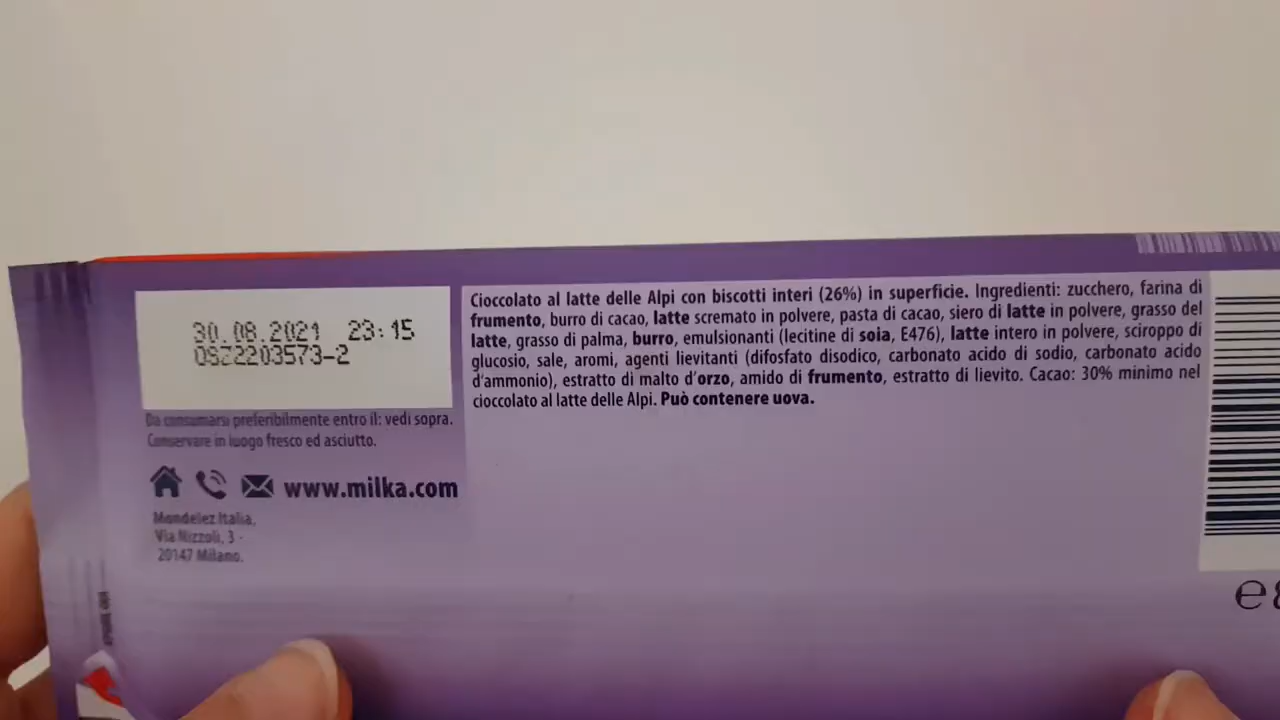 30.08.2021 23:15
OSZ2203573-2
Da consumarsi preferibilmente entro il: vedi sopra.
Conservare in luogo fresco ed asciutto.
www.milka.com
Mondelez Italia,
Via Nizzoli, 3 -
20147 Milano.
Cioccolato al latte delle Alpi con biscotti interi (26%) in superficie. Ingredienti: zucchero, farina di
frumento, burro di cacao, latte scremato in polvere, pasta di cacao, siero di latte in polvere, grasso del
latte, grasso di palma, burro, emulsionanti (lecitine di soia, E476), latte intero in polvere, sciroppo di
glucosio, sale, aromi, agenti lievitanti (difosfato disodico, carbonato acido di sodio, carbonato acido
d'ammonio), estratto di malto d'orzo, amido di frumento, estratto di lievito. Cacao: 30% minimo nel
cioccolato al latte delle Alpi. Può contenere uova.
℮8